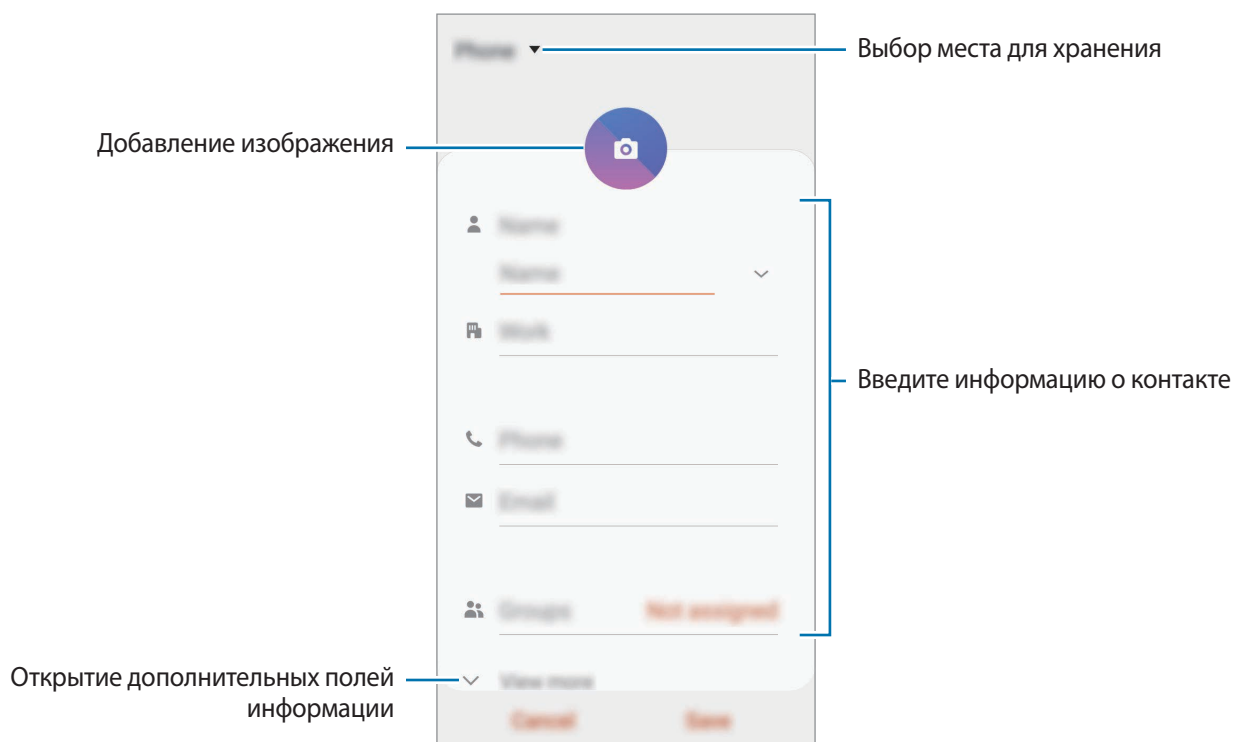 Phone
Выбор места для хранения
Добавление изображения
Name
Name
Work
Введите информацию о контакте
Phone
Email
Groups
Not assigned
Открытие дополнительных полей
информации
View more
Cancel
Save